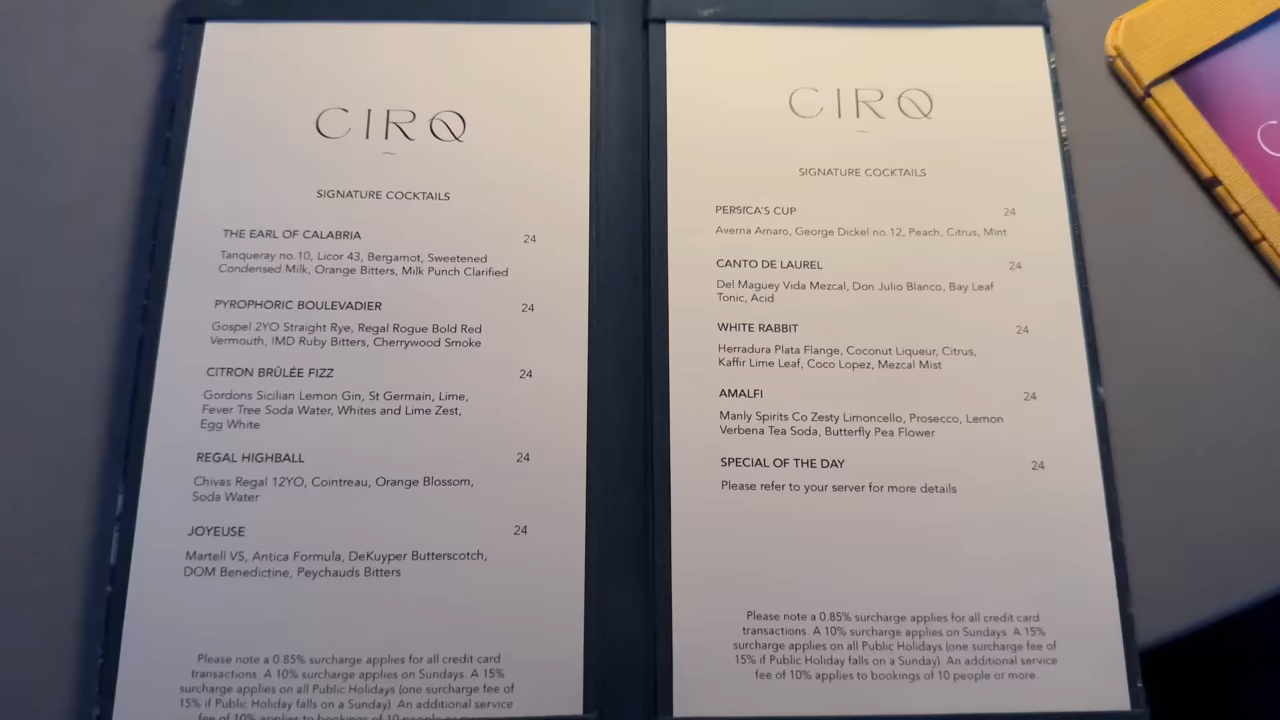 CIRQ
SIGNATURE COCKTAILS
THE EARL OF CALABRIA 24
Tanqueray no.10, Licor 43, Bergamot, Sweetened
Condensed Milk, Orange Bitters, Milk Punch Clarified
PYROPHORIC BOULEVADIER 24
Gospel 2YO Straight Rye, Regal Rogue Bold Red
Vermouth, IMD Ruby Bitters, Cherrywood Smoke
CITRON BRÛLÉE FIZZ 24
Gordons Sicilian Lemon Gin, St Germain, Lime,
Fever Tree Soda Water, Whites and Lime Zest,
Egg White
REGAL HIGHBALL 24
Chivas Regal 12YO, Cointreau, Orange Blossom,
Soda Water
JOYEUSE 24
Martell VS, Antica Formula, DeKuyper Butterscotch,
DOM Benedictine, Peychauds Bitters
Please note a 0.85% surcharge applies for all credit card
transactions. A 10% surcharge applies on Sundays. A 15%
surcharge applies on all Public Holidays (one surcharge fee of
15% if Public Holiday falls on a Sunday). An additional service
fee of 10% applies to bookings of 10 people or more.
CIRQ
SIGNATURE COCKTAILS
PERSICA'S CUP 24
Averna Amaro, George Dickel no.12, Peach, Citrus, Mint
CANTO DE LAUREL 24
Del Maguey Vida Mezcal, Don Julio Blanco, Bay Leaf
Tonic, Acid
WHITE RABBIT 24
Herradura Plata Flange, Coconut Liqueur, Citrus,
Kaffir Lime Leaf, Coco Lopez, Mezcal Mist
AMALFI 24
Manly Spirits Co Zesty Limoncello, Prosecco, Lemon
Verbena Tea Soda, Butterfly Pea Flower
SPECIAL OF THE DAY 24
Please refer to your server for more details
Please note a 0.85% surcharge applies for all credit card
transactions. A 10% surcharge applies on Sundays. A 15%
surcharge applies on all Public Holidays (one surcharge fee of
15% if Public Holiday falls on a Sunday). An additional service
fee of 10% applies to bookings of 10 people or more.